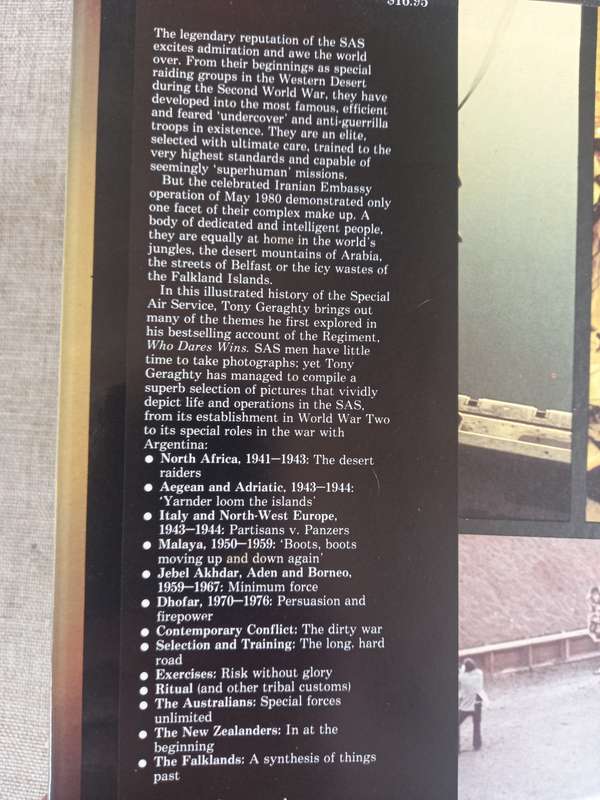 $16.95
The legendary reputation of the SAS
excites admiration and awe the world
over. From their beginnings as special
raiding groups in the Western Desert
during the Second World War, they have
developed into the most famous, efficient
and feared 'undercover' and anti-guerrilla
troops in existence. They are an elite,
selected with ultimate care, trained to the
very highest standards and capable of
seemingly 'superhuman' missions.
But the celebrated Iranian Embassy
operation of May 1980 demonstrated only
one facet of their complex make up. A
body of dedicated and intelligent people,
they are equally at home in the world's
jungles, the desert mountains of Arabia,
the streets of Belfast or the icy wastes of
the Falkland Islands.
In this illustrated history of the Special
Air Service, Tony Geraghty brings out
many of the themes he first explored in
his bestselling account of the Regiment,
Who Dares Wins. SAS men have little
time to take photographs; yet Tony
Geraghty has managed to compile a
superb selection of pictures that vividly
depict life and operations in the SAS,
from its establishment in World War Two
to its special roles in the war with
Argentina:
● North Africa, 1941—1943: The desert
raiders
● Aegean and Adriatic, 1943—1944:
'Yarnder loom the islands'
● Italy and North-West Europe,
1943—1944: Partisans v. Panzers
● Malaya, 1950—1959: 'Boots, boots
moving up and down again'
● Jebel Akhdar, Aden and Borneo,
1959—1967: Minimum force
● Dhofar, 1970—1976: Persuasion and
firepower
● Contemporary Conflict: The dirty war
● Selection and Training: The long, hard
road
● Exercises: Risk without glory
● Ritual (and other tribal customs)
● The Australians: Special forces
unlimited
● The New Zealanders: In at the
beginning
● The Falklands: A synthesis of things
past